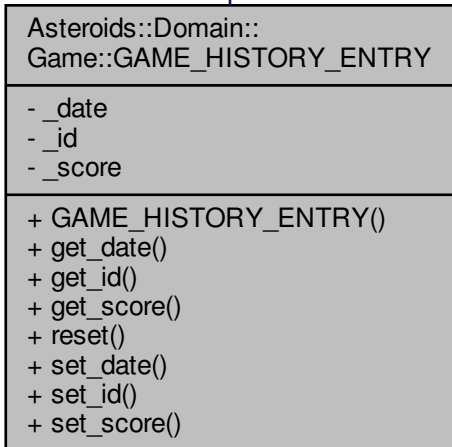 Asteroids::Domain::
Game::GAME_HISTORY_ENTRY
- _date
- _id
- _score
+ GAME_HISTORY_ENTRY()
+ get_date()
+ get_id()
+ get_score()
+ reset()
+ set_date()
+ set_id()
+ set_score()